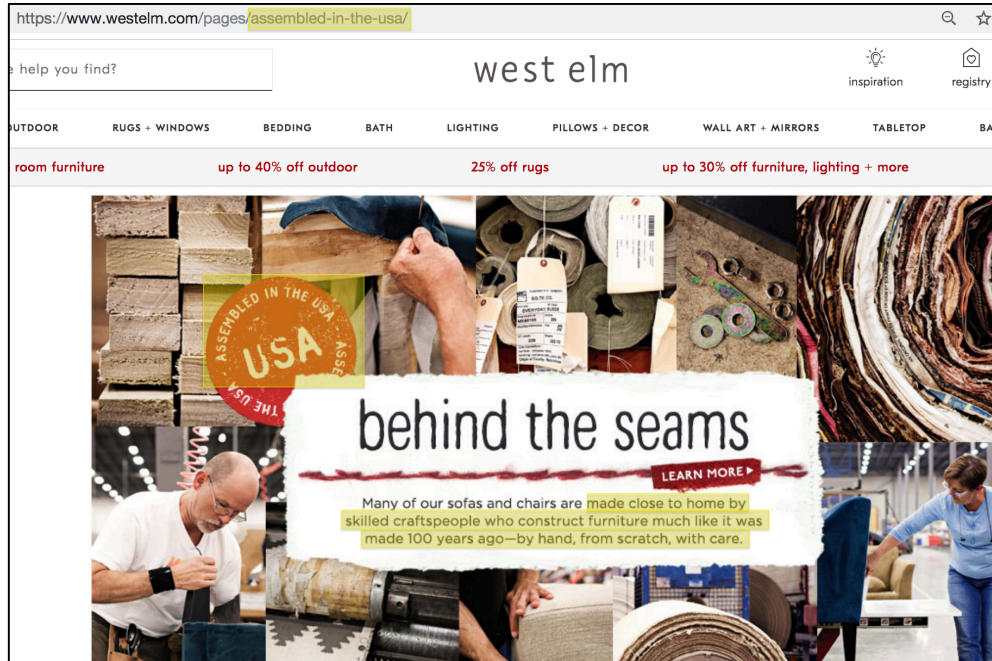 https://www.westelm.com/pages/assembled-in-the-usa/
e help you find?
west elm
inspiration
registry
OUTDOOR RUGS + WINDOWS BEDDING BATH LIGHTING PILLOWS + DECOR WALL ART + MIRRORS TABLETOP BA
room furniture up to 40% off outdoor 25% off rugs up to 30% off furniture, lighting + more
ASSEMBLED IN THE USA
USA
ASSE
THE USA
EVERYDAY SUEDE
behind the seams
LEARN MORE
Many of our sofas and chairs are made close to home by
skilled craftspeople who construct furniture much like it was
made 100 years ago—by hand, from scratch, with care.